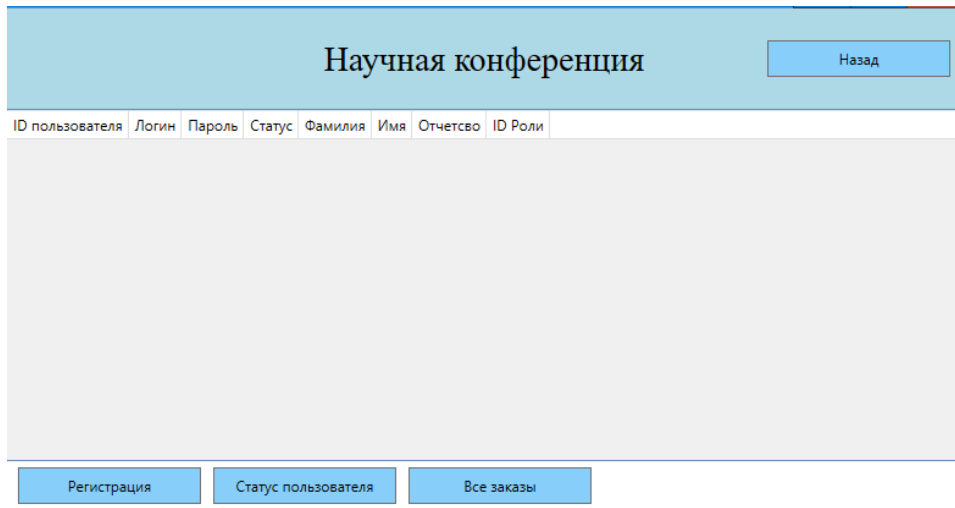 Научная конференция
Назад
ID пользователя Логин Пароль Статус Фамилия Имя Отчетсво ID Роли
Регистрация Статус пользователя Все заказы